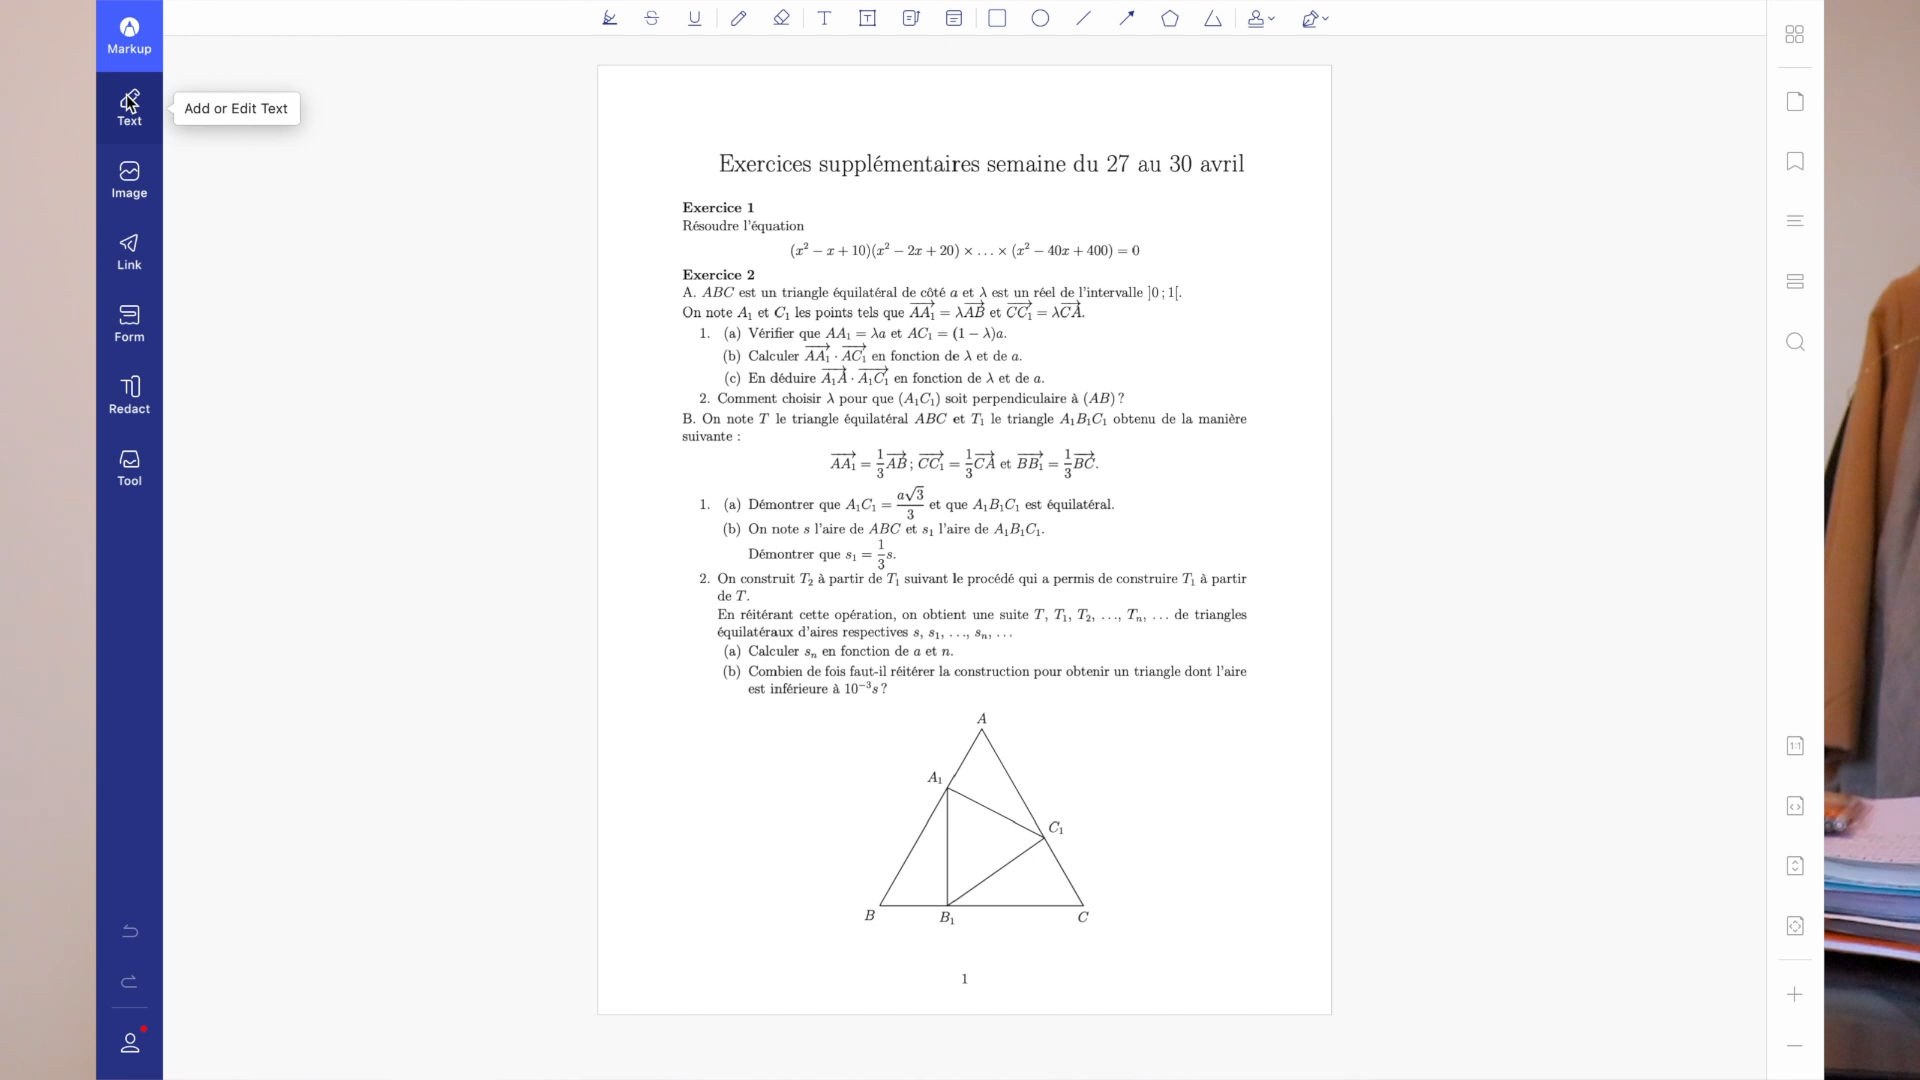 Markup
Text
Add or Edit Text
Image
Link
Form
Redact
Tool
1:1
Exercices supplémentaires semaine du 27 au 30 avril
Exercice 1
Résoudre l'équation
(x² − x + 10)(x² − 2x + 20) × ... × (x² − 40x + 400) = 0
Exercice 2
A. ABC est un triangle équilatéral de côté a et λ est un réel de l'intervalle ]0 ; 1[.
On note A₁ et C₁ les points tels que AA₁→ = λAB→ et CC₁→ = λCA→.
1. (a) Vérifier que AA₁ = λa et AC₁ = (1 − λ)a.
(b) Calculer AA₁→ · AC₁→ en fonction de λ et de a.
(c) En déduire A₁A→ · A₁C₁→ en fonction de λ et de a.
2. Comment choisir λ pour que (A₁C₁) soit perpendiculaire à (AB) ?
B. On note T le triangle équilatéral ABC et T₁ le triangle A₁B₁C₁ obtenu de la manière
suivante :
AA₁→ = 1/3 AB→ ; CC₁→ = 1/3 CA→ et BB₁→ = 1/3 BC→.
1. (a) Démontrer que A₁C₁ = a√3/3 et que A₁B₁C₁ est équilatéral.
(b) On note s l'aire de ABC et s₁ l'aire de A₁B₁C₁.
Démontrer que s₁ = 1/3 s.
2. On construit T₂ à partir de T₁ suivant le procédé qui a permis de construire T₁ à partir
de T.
En réitérant cette opération, on obtient une suite T, T₁, T₂, ..., Tₙ, ... de triangles
équilatéraux d'aires respectives s, s₁, ..., sₙ, ...
(a) Calculer sₙ en fonction de a et n.
(b) Combien de fois faut-il réitérer la construction pour obtenir un triangle dont l'aire
est inférieure à 10⁻³s ?
A
A₁
C₁
B
B₁
C
1